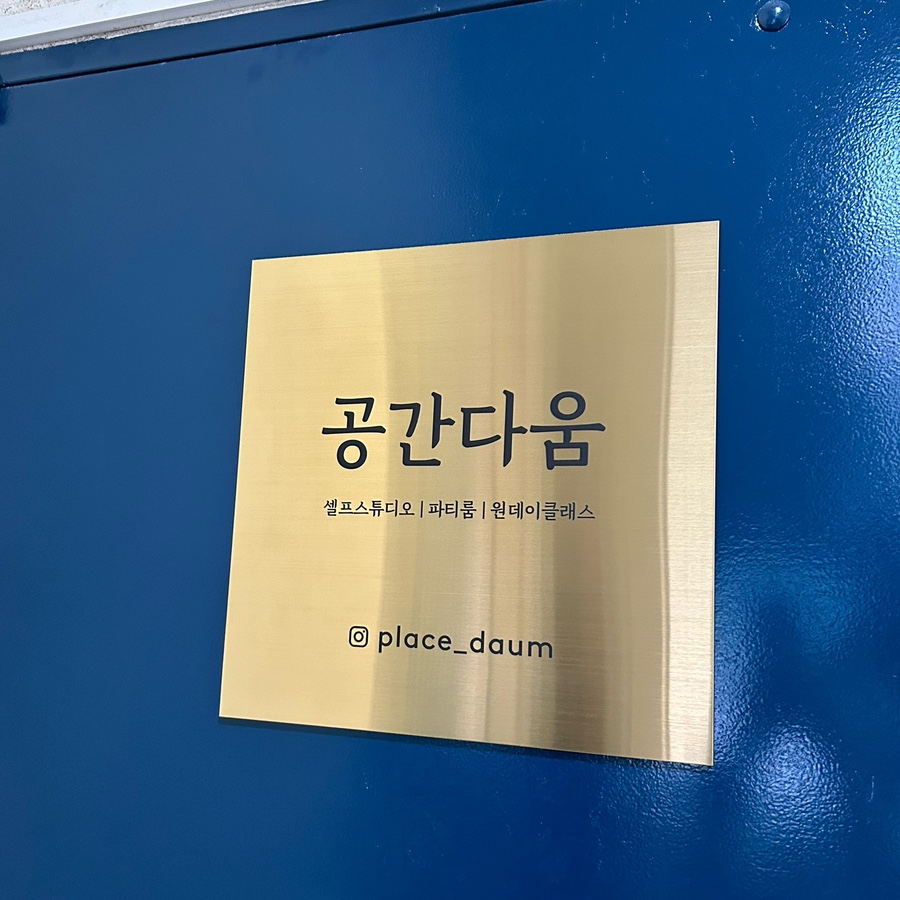 공간다움
셀프스튜디오 | 파티룸 | 원데이클래스
place_daum